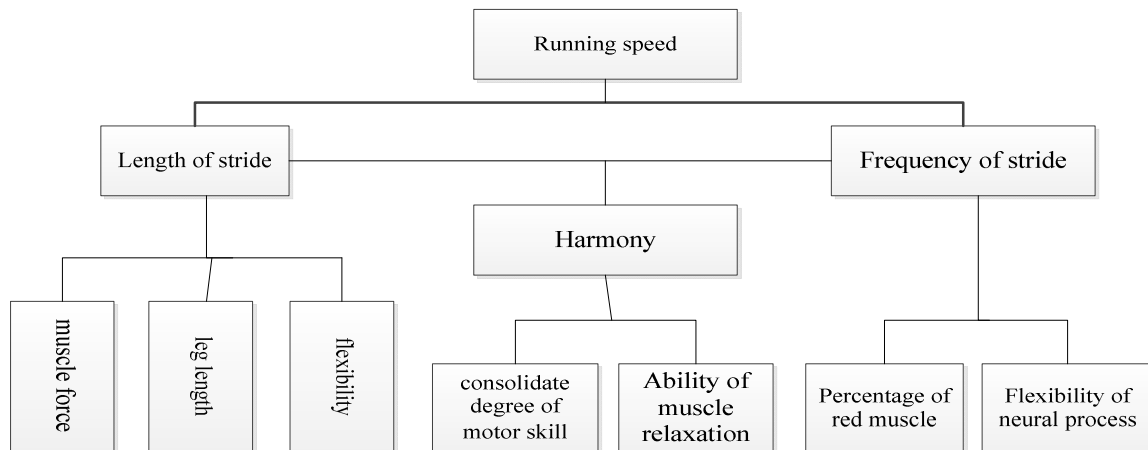 Running speed
Length of stride
Frequency of stride
Harmony
muscle force
leg length
flexibility
consolidate
degree of
motor skill
Ability of
muscle
relaxation
Percentage of
red muscle
Flexibility of
neural process